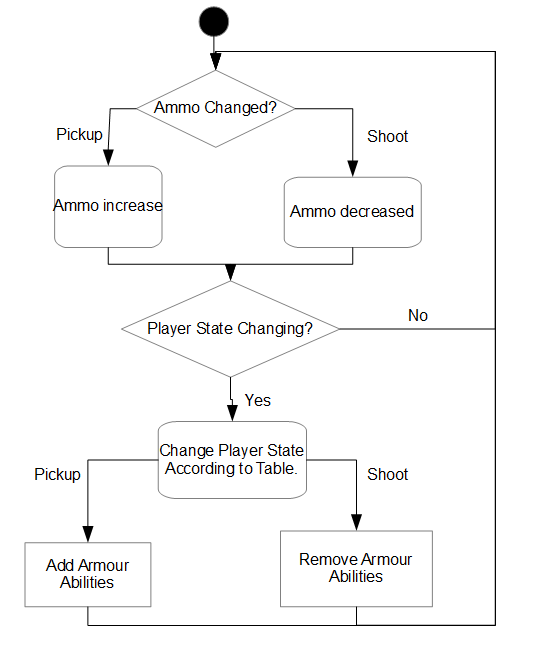 Ammo Changed?
Pickup
Shoot
Ammo increase
Ammo decreased
Player State Changing?
No
Yes
Change Player State
According to Table.
Pickup
Shoot
Add Armour
Abilities
Remove Armour
Abilities